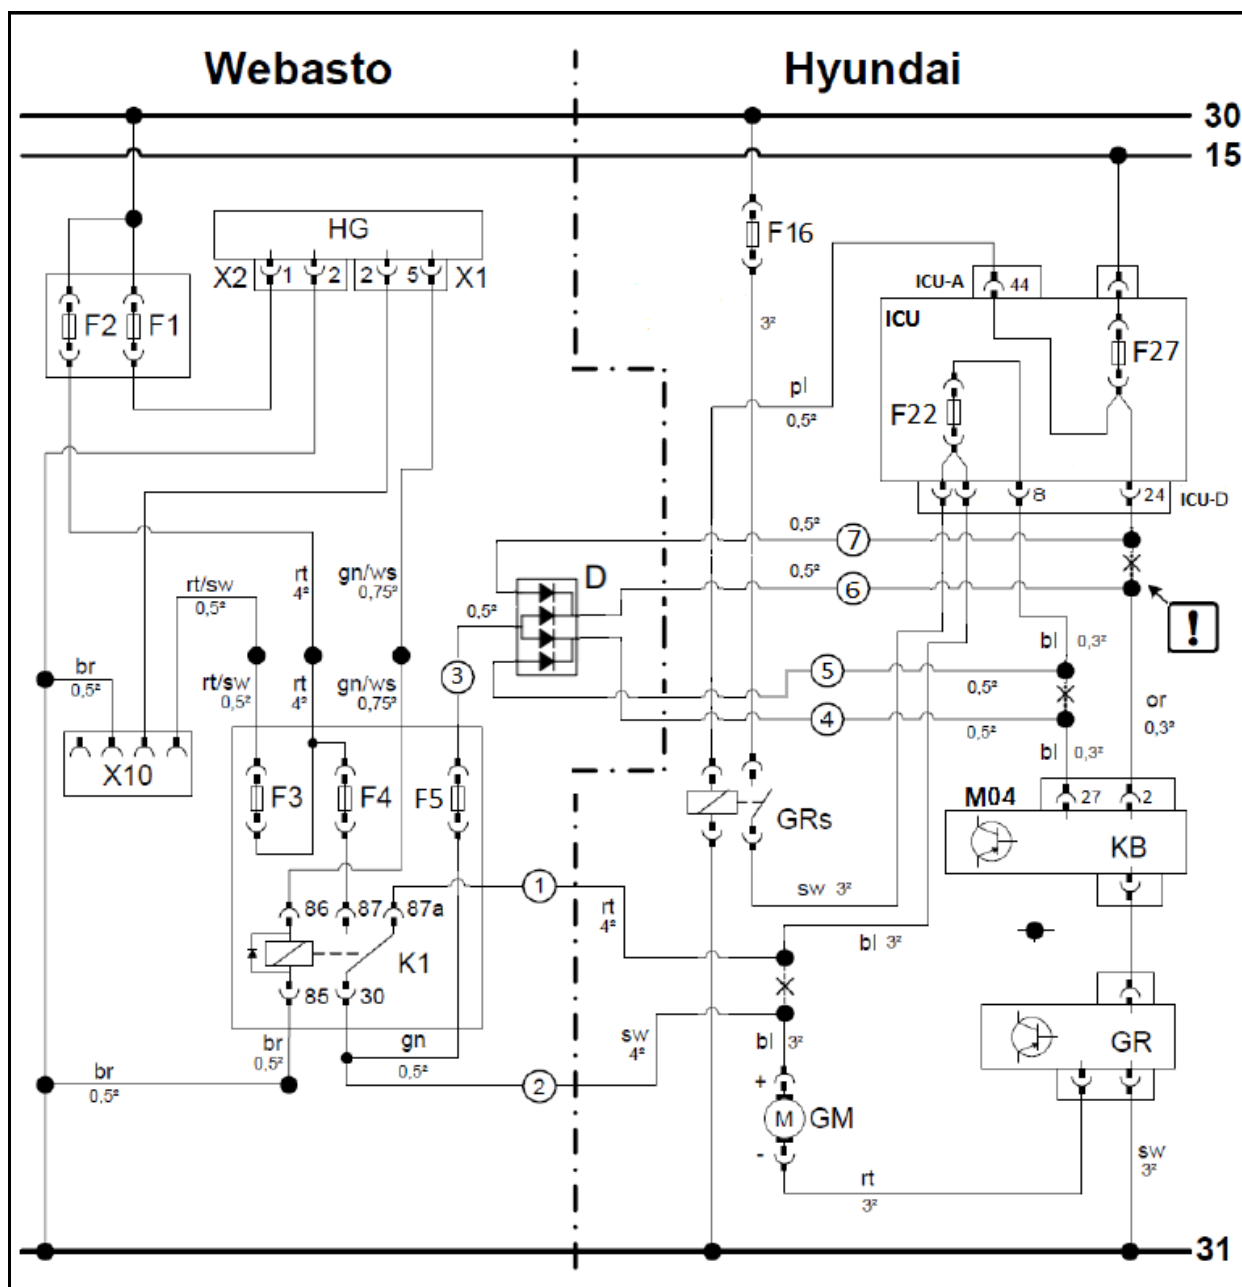 Webasto
Hyundai
30
15
HG
X2 1 2 2 5 X1
F2 F1
F16
ICU-A 44
ICU
F27
3²
pl
0,5²
F22
8 24 ICU-D
0,5² 7
rt/sw
0,5²
rt
4²
gn/ws
0,75²
0,5²
D
0,5² 6
!
br
0,5²
rt/sw
0,5²
rt
4²
gn/ws
0,75²
3
bl 0,3²
5 0,5²
or
0,3²
4 0,5²
bl 0,3²
X10
F3 F4 F5
GRs
M04 27 2
KB
86 87 87a
1
rt
4²
sw 3²
bl 3²
K1
85 30
br
0,5²
gn
0,5²
sw
4²
bl 3²
GR
br
0,5²
2
+
M GM
-
rt
3²
sw
3²
31